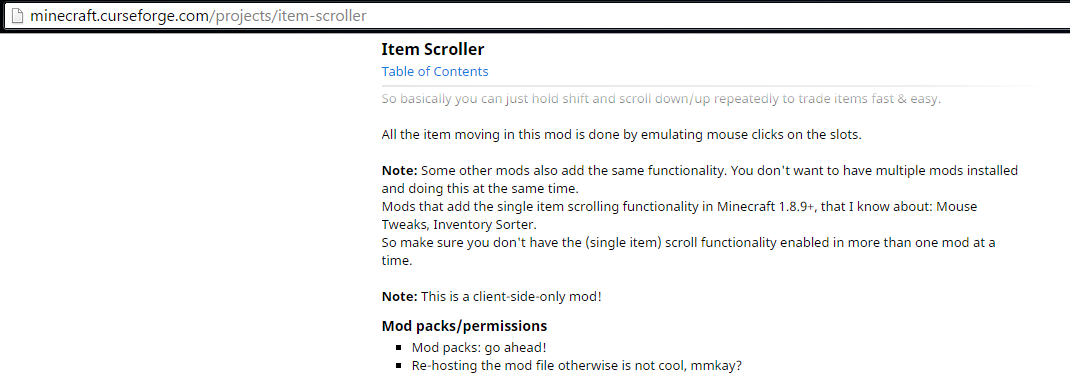 minecraft.curseforge.com/projects/item-scroller
Item Scroller
Table of Contents
So basically you can just hold shift and scroll down/up repeatedly to trade items fast & easy.
All the item moving in this mod is done by emulating mouse clicks on the slots.
Note: Some other mods also add the same functionality. You don't want to have multiple mods installed
and doing this at the same time.
Mods that add the single item scrolling functionality in Minecraft 1.8.9+, that I know about: Mouse
Tweaks, Inventory Sorter.
So make sure you don't have the (single item) scroll functionality enabled in more than one mod at a
time.
Note: This is a client-side-only mod!
Mod packs/permissions
Mod packs: go ahead!
Re-hosting the mod file otherwise is not cool, mmkay?